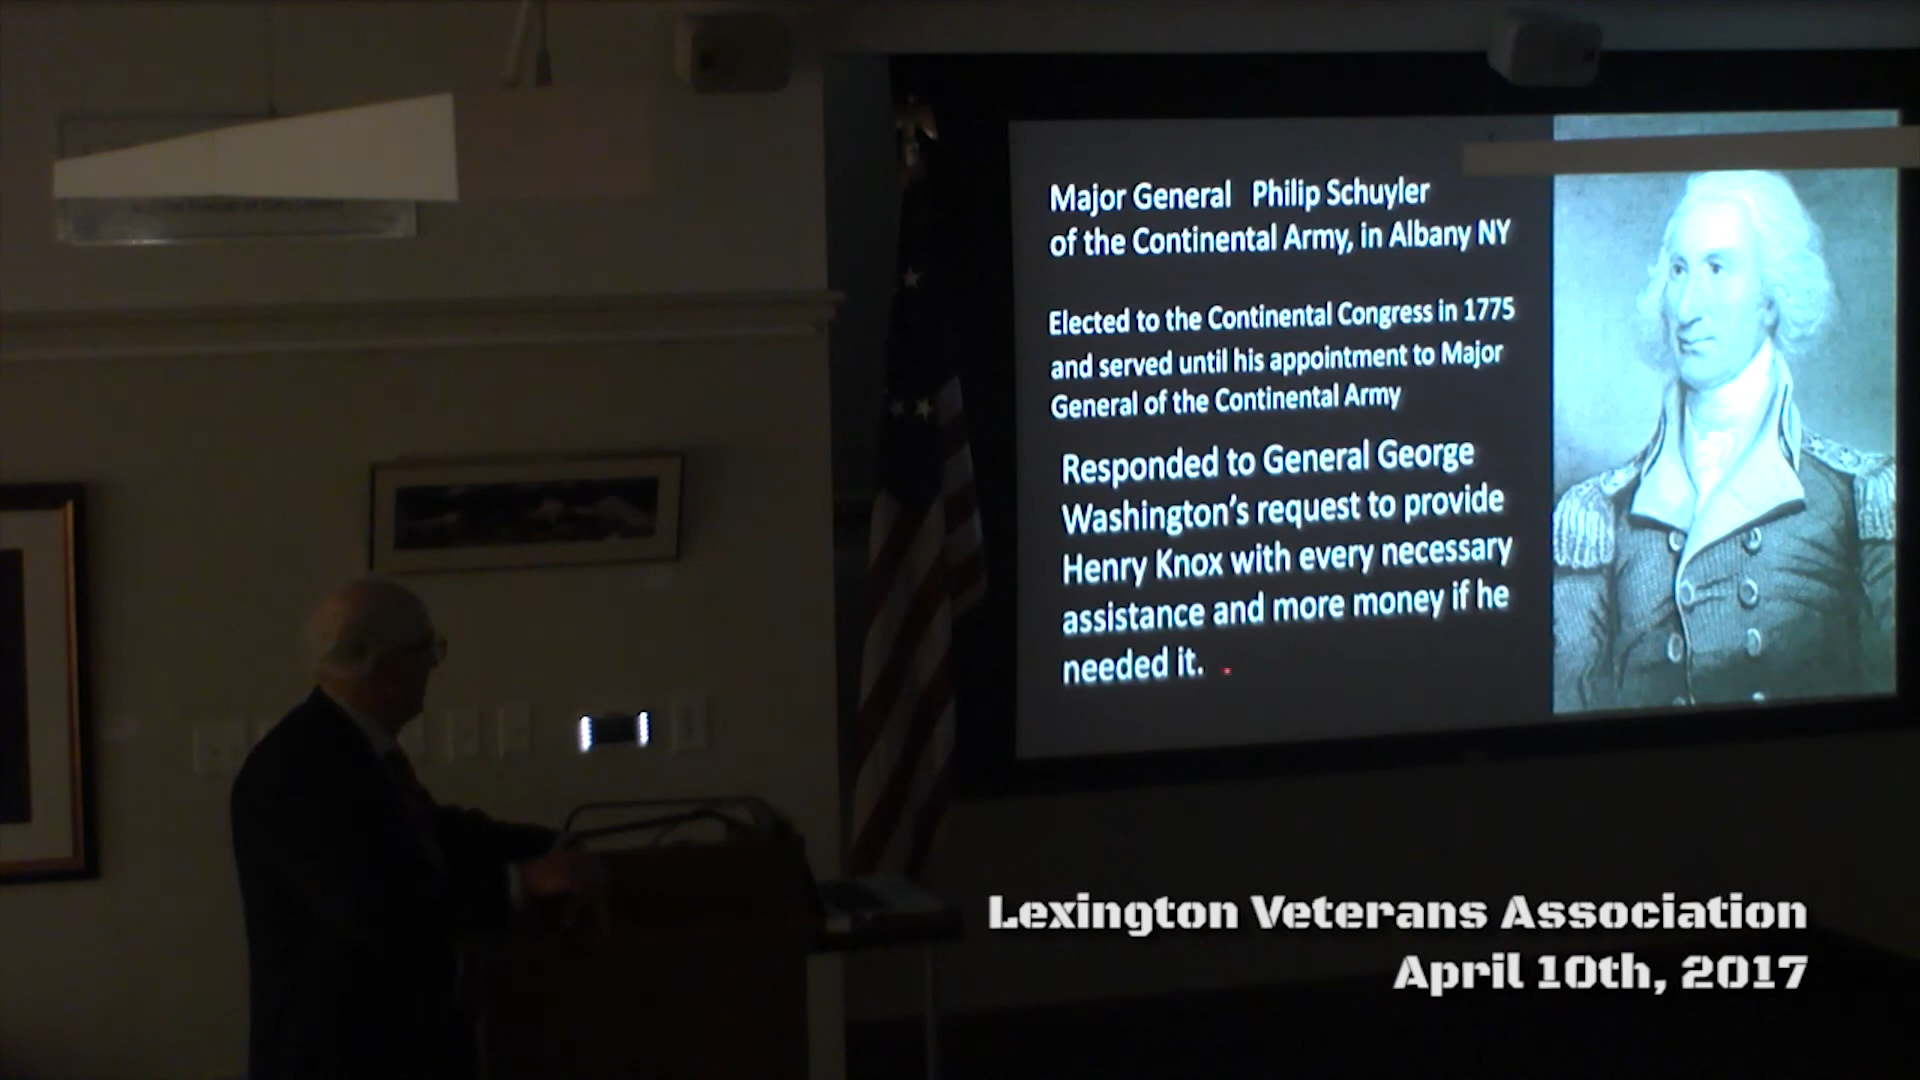 Major General Philip Schuyler
of the Continental Army, in Albany NY
Elected to the Continental Congress in 1775
and served until his appointment to Major
General of the Continental Army
Responded to General George
Washington's request to provide
Henry Knox with every necessary
assistance and more money if he
needed it.
Lexington Veterans Association
April 10th, 2017